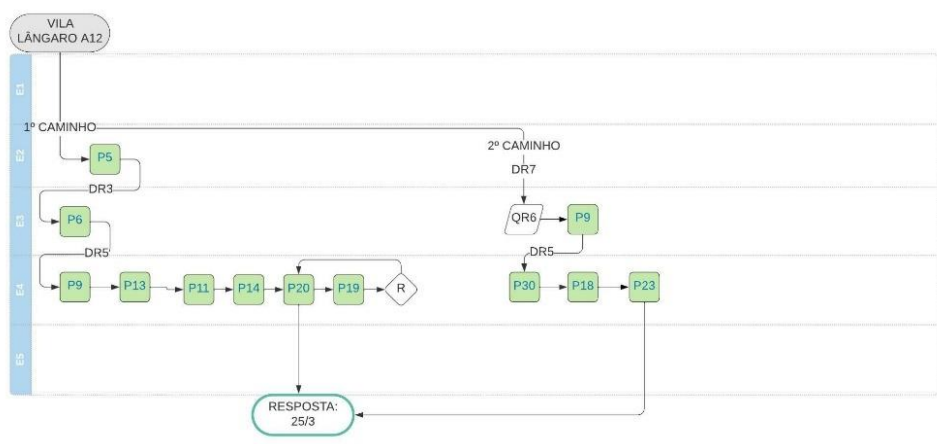 VILA
LÂNGARO A12
E1
1º CAMINHO
E2
P5
2º CAMINHO
DR7
DR3
E3
P6
QR6
P9
DR5
DR5
E4
P9
P13
P11
P14
P20
P19
R
P30
P18
P23
E5
RESPOSTA:
25/3